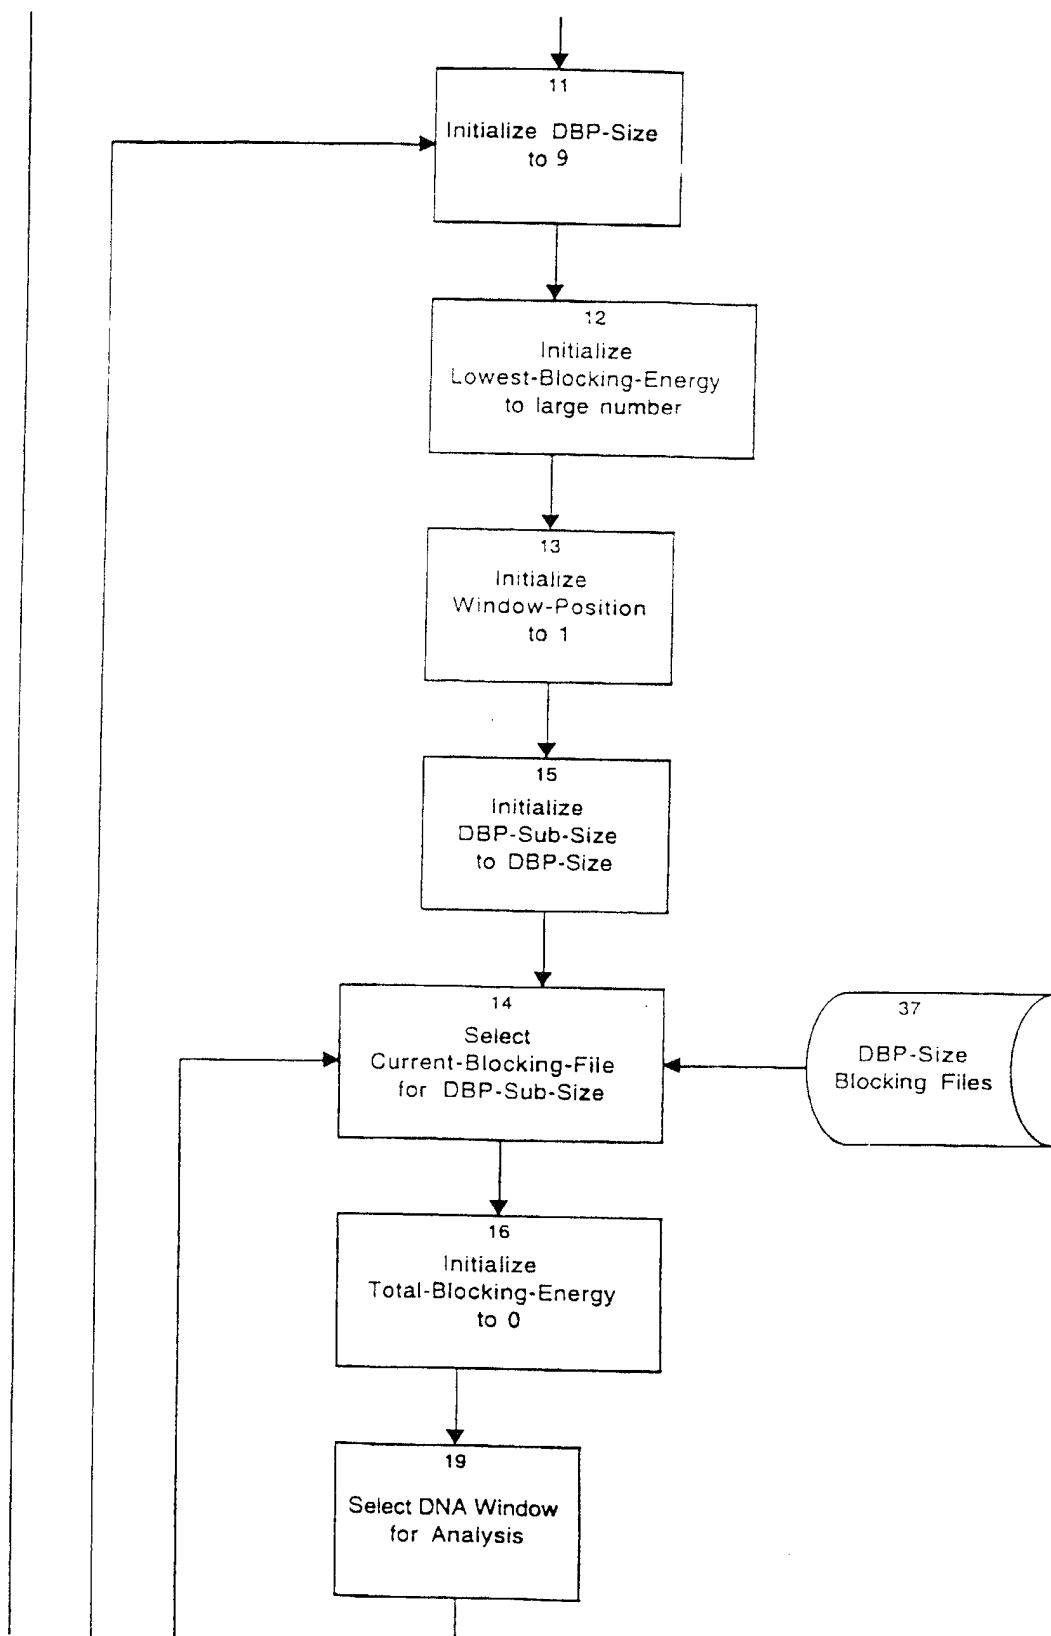 11
Initialize DBP-Size
to 9
12
Initialize
Lowest-Blocking-Energy
to large number
13
Initialize
Window-Position
to 1
15
Initialize
DBP-Sub-Size
to DBP-Size
14
Select
Current-Blocking-File
for DBP-Sub-Size
37
DBP-Size
Blocking Files
16
Initialize
Total-Blocking-Energy
to 0
19
Select DNA Window
for Analysis